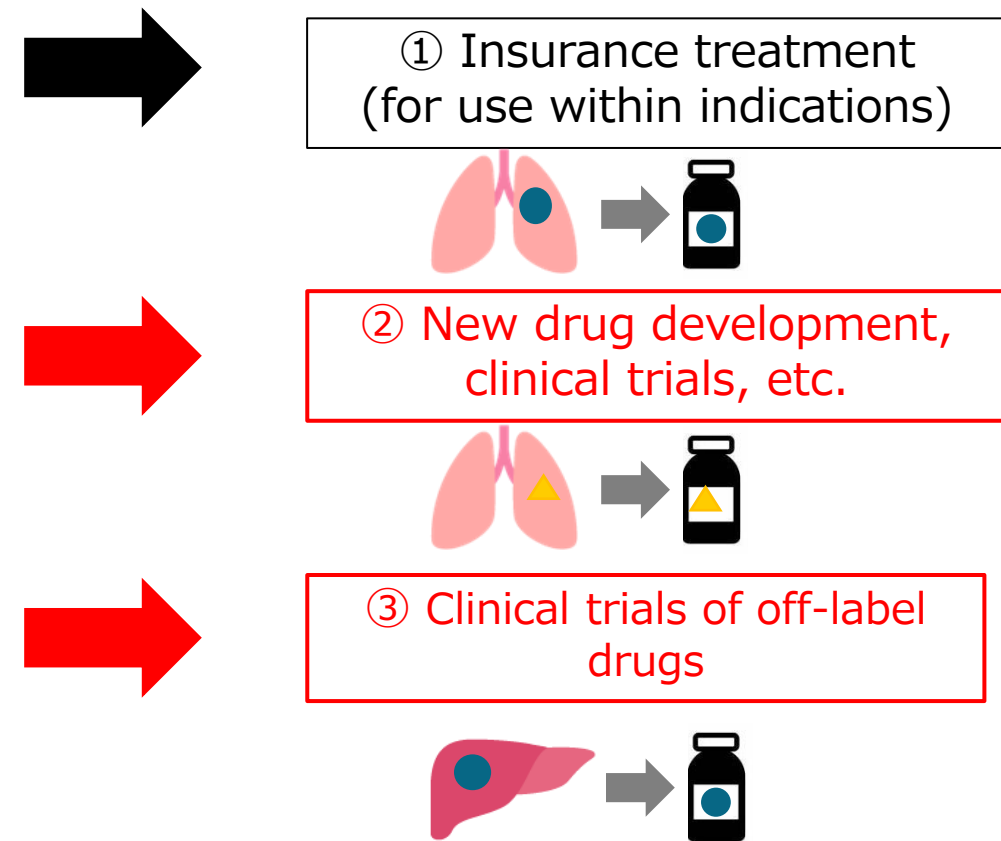 ① Insurance treatment
(for use within indications)
② New drug development,
clinical trials, etc.
③ Clinical trials of off-label
drugs